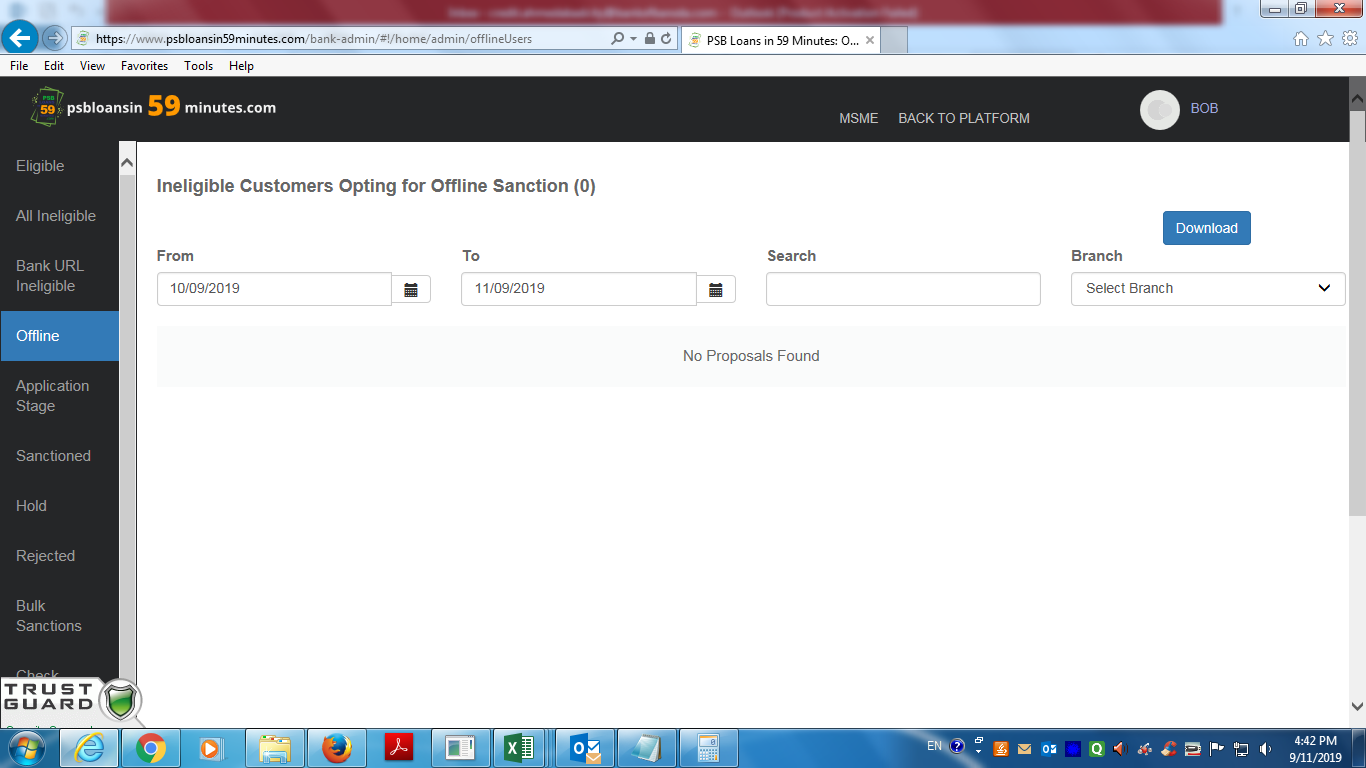 https://www.psbloansin59minutes.com/bank-admin/#!/home/admin/offlineUsers
PSB Loans in 59 Minutes: O...
File Edit View Favorites Tools Help
PSB
59
psbloansin 59 minutes.com
MSME
BACK TO PLATFORM
BOB
Eligible
All Ineligible
Bank URL
Ineligible
Offline
Application
Stage
Sanctioned
Hold
Rejected
Bulk
Sanctions
Check
Ineligible Customers Opting for Offline Sanction (0)
Download
From To Search Branch
10/09/2019 11/09/2019 Select Branch
No Proposals Found
TRUST
GUARD
EN
4:42 PM
9/11/2019